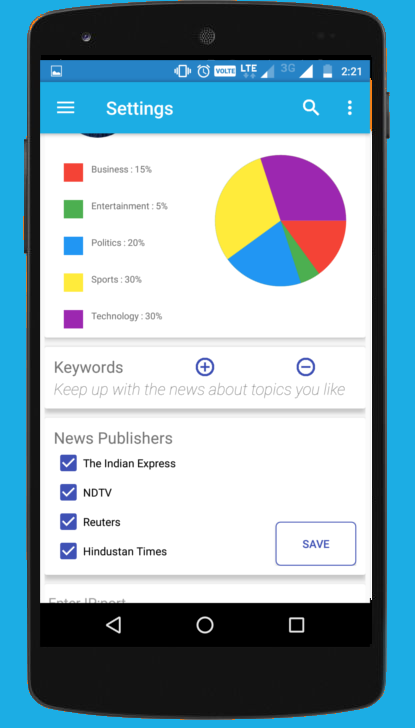 VOLTE LTE 3G 2:21
Settings
Business : 15%
Entertainment : 5%
Politics : 20%
Sports : 30%
Technology : 30%
Keywords
Keep up with the news about topics you like
News Publishers
The Indian Express
NDTV
Reuters
SAVE
Hindustan Times
Enter IP:port